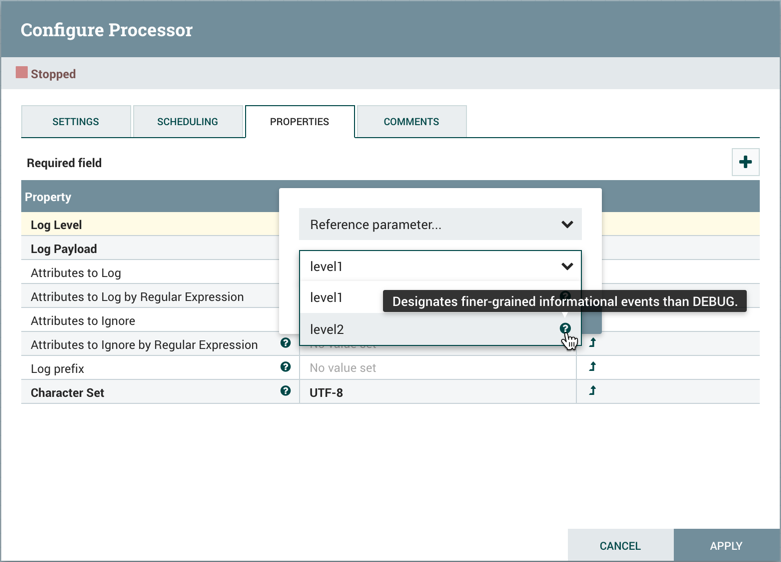 Configure Processor
Stopped
SETTINGS
SCHEDULING
PROPERTIES
COMMENTS
Required field
Property
Log Level
Log Payload
Attributes to Log
Attributes to Log by Regular Expression
Attributes to Ignore
Attributes to Ignore by Regular Expression
Log prefix
Character Set
Reference parameter...
level1
level1
Designates finer-grained informational events than DEBUG.
level2
No value set
No value set
UTF-8
CANCEL
APPLY